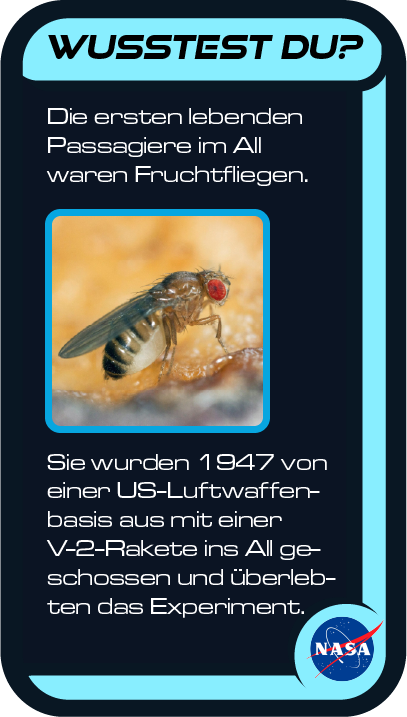 WUSSTEST DU?
Die ersten lebenden
Passagiere im All
waren Fruchtfliegen.
Sie wurden 1947 von
einer US-Luftwaffen-
basis aus mit einer
V-2-Rakete ins All ge-
schossen und überleb-
ten das Experiment.
NASA